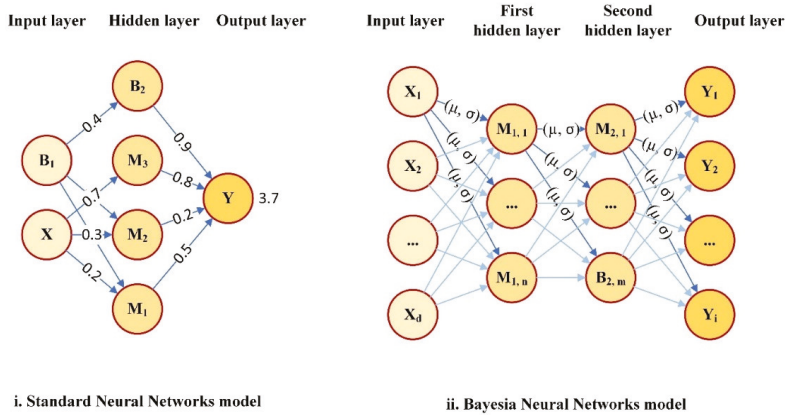 Input layer
Hidden layer
Output layer
B₂
0.4
0.9
B₁
M₃
0.7
0.8
Y
3.7
X
0.3
M₂
0.2
0.2
0.5
M₁
i. Standard Neural Networks model
Input layer
First
hidden layer
Second
hidden layer
Output layer
X₁
(μ, σ)
(μ, σ)
(μ, σ)
X₂
...
X_d
M₁,₁
(μ, σ)
(μ, σ)
(μ, σ)
...
M₁,ₙ
M₂,₁
(μ, σ)
(μ, σ)
(μ, σ)
(μ, σ)
...
B₂,ₘ
Y₁
Y₂
...
Yᵢ
ii. Bayesia Neural Networks model